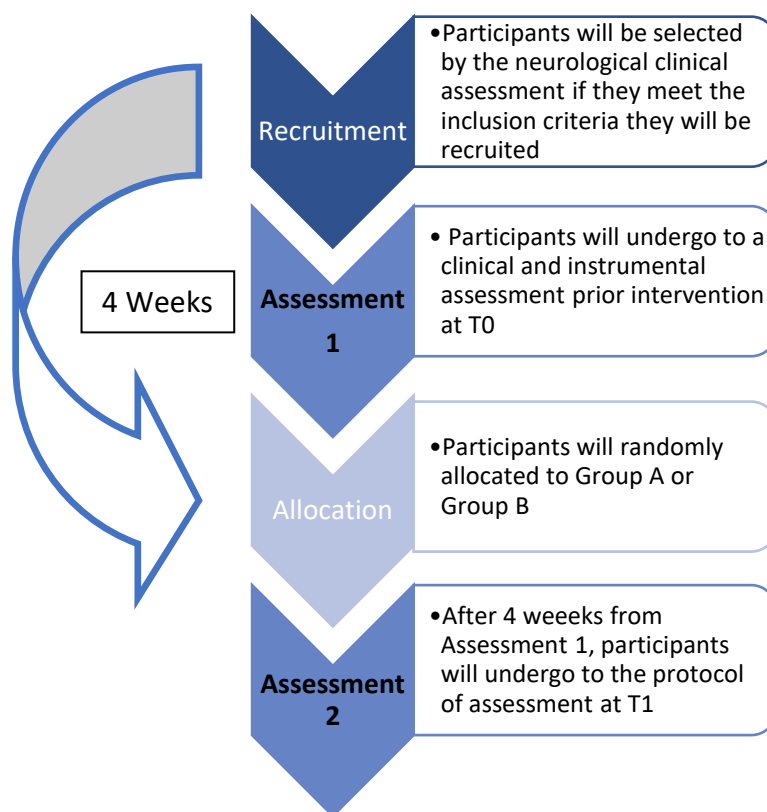 Recruitment
•Participants will be selected
by the neurological clinical
assessment if they meet the
inclusion criteria they will be
recruited
4 Weeks
Assessment
1
• Participants will undergo to a
clinical and instrumental
assessment prior intervention
at T0
Allocation
•Participants will randomly
allocated to Group A or
Group B
Assessment
2
•After 4 weeeks from
Assessment 1, participants
will undergo to the protocol
of assessment at T1